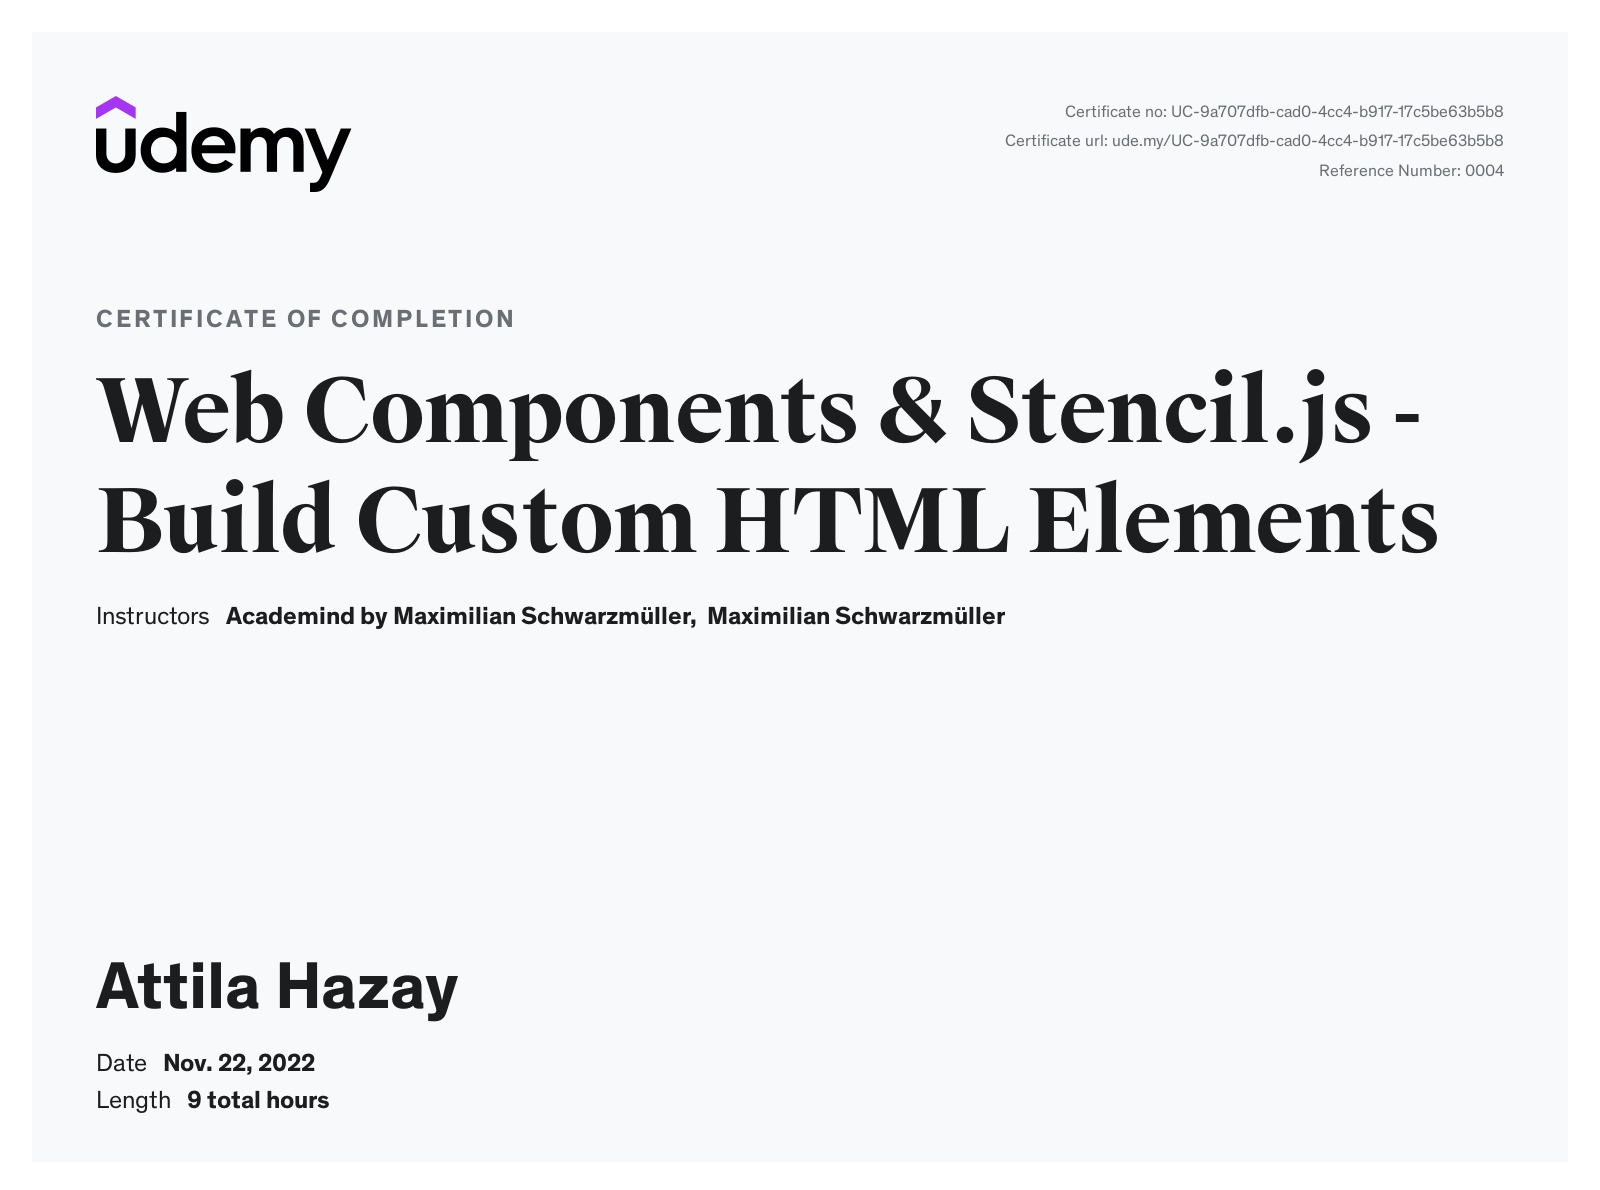 udemy
Certificate no: UC-9a707dfb-cad0-4cc4-b917-17c5be63b5b8
Certificate url: ude.my/UC-9a707dfb-cad0-4cc4-b917-17c5be63b5b8
Reference Number: 0004
CERTIFICATE OF COMPLETION
Web Components & Stencil.js -
Build Custom HTML Elements
Instructors Academind by Maximilian Schwarzmüller, Maximilian Schwarzmüller
Attila Hazay
Date Nov. 22, 2022
Length 9 total hours